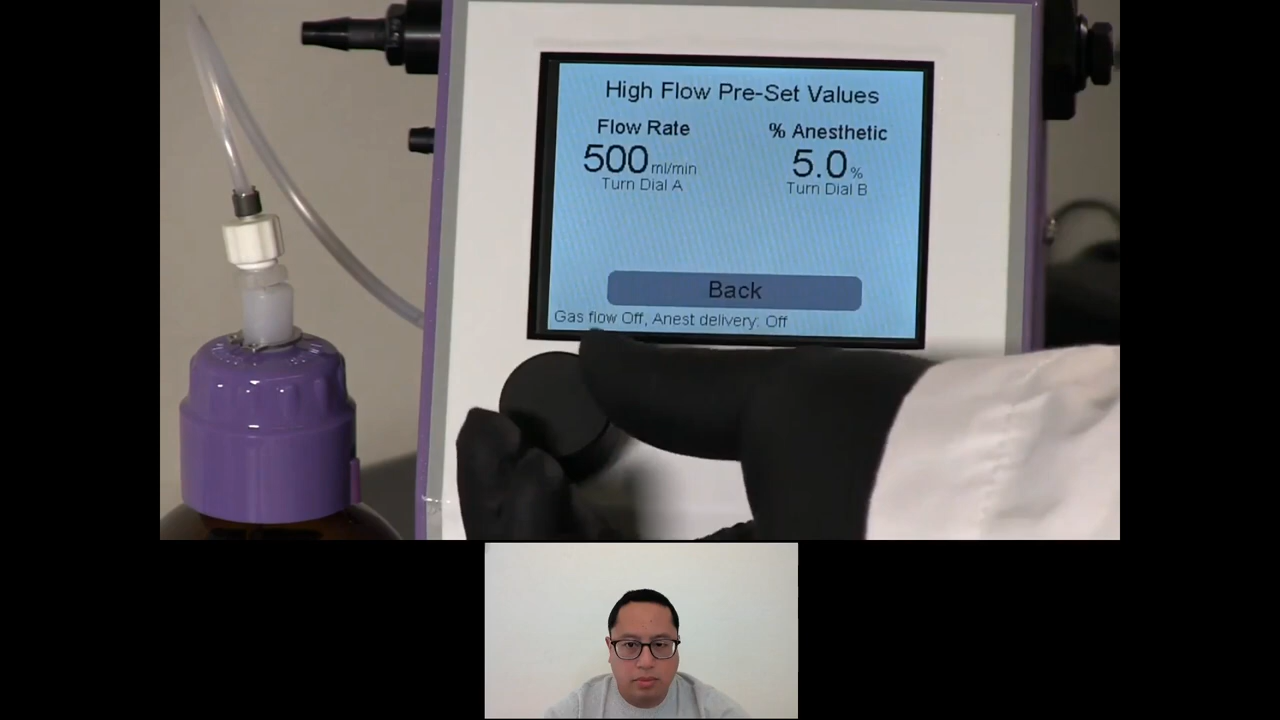 High Flow Pre-Set Values
Flow Rate
500 ml/min
Turn Dial A
% Anesthetic
5.0 %
Turn Dial B
Back
Gas flow Off, Anest delivery: Off